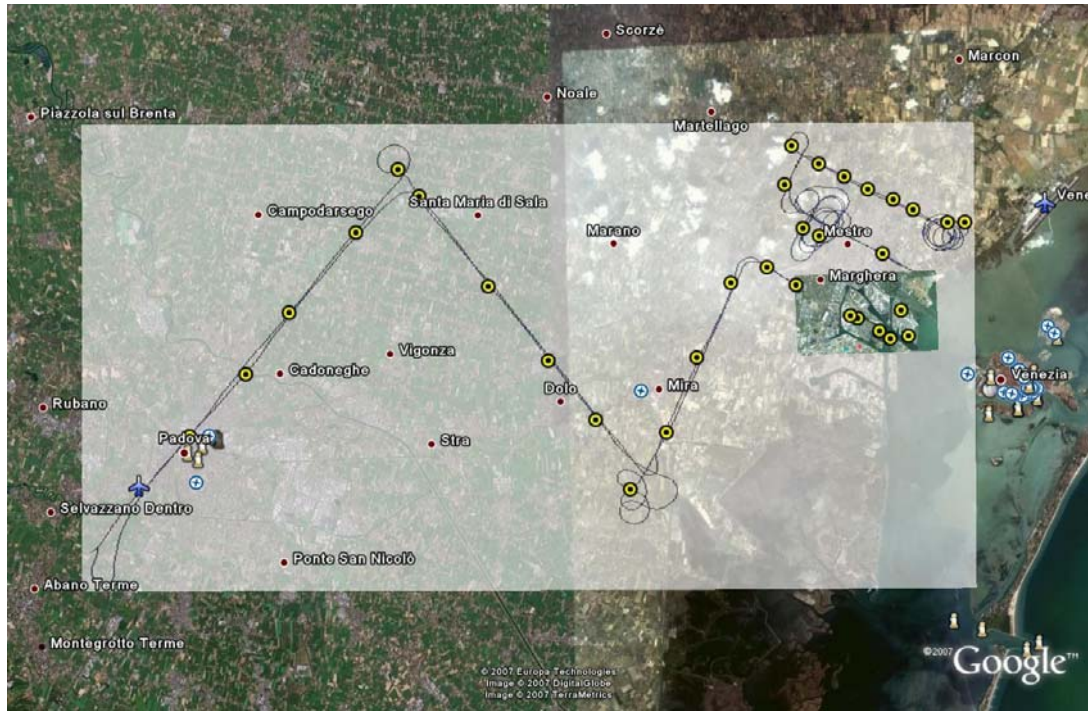 Scorzè
Marcon
Noale
Piazzola sul Brenta
Martellago
Campodarsego
Santa Maria di Sala
Vene
Marano
Mestre
Marghera
Vigonza
Cadoneghe
Mira
Venezia
Dolo
Rubano
Padova
Stra
Selvazzano Dentro
Ponte San Nicolò
Abano Terme
Montegrotto Terme
© 2007 Europa Technologies
Image © 2007 DigitalGlobe
Image © 2007 TerraMetrics
©2007 Google™